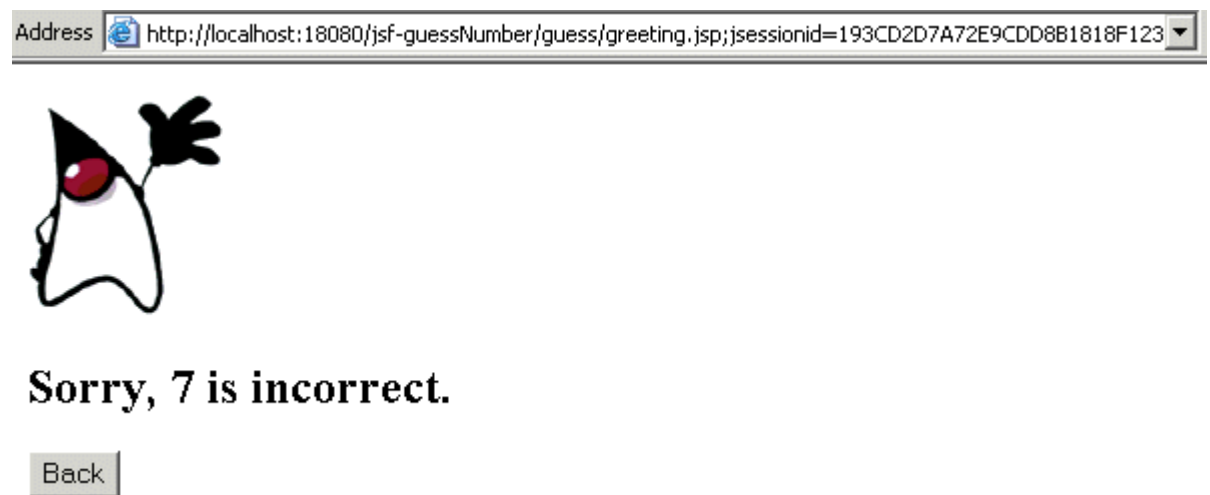 Address http://localhost:18080/jsf-guessNumber/guess/greeting.jsp;jsessionid=193CD2D7A72E9CDD8B1818F123
Sorry, 7 is incorrect.
Back